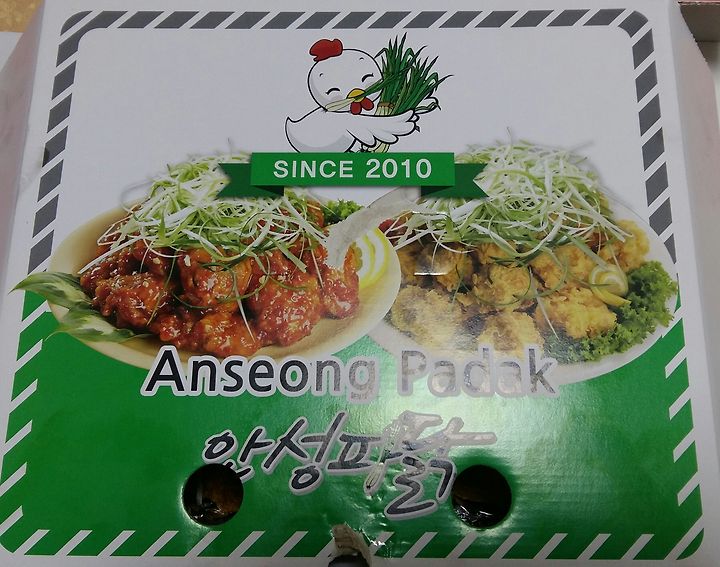 SINCE 2010
Anseong Padak
안성파닭